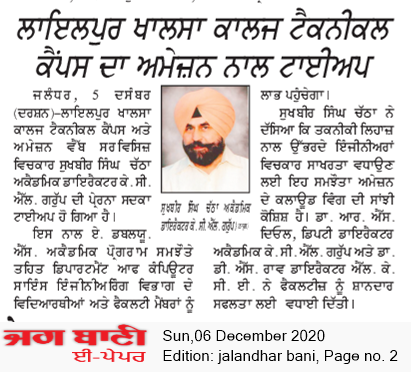 ਲਾਇਲਪੁਰ ਖਾਲਸਾ ਕਾਲਜ ਟੈਕਨੀਕਲ
ਕੈਂਪਸ ਦਾ ਅਮੇਜ਼ਨ ਨਾਲ ਟਾਈਅਪ
ਜਲੰਧਰ, 5 ਦਸੰਬਰ
(ਦਰਸ਼ਨ)-ਲਾਇਲਪੁਰ ਖਾਲਸਾ
ਕਾਲਜ ਟੈਕਨੀਕਲ ਕੈਂਪਸ ਅਤੇ
ਅਮੇਜ਼ਨ ਵੈੱਬ ਸਰਵਿਸਿਜ਼
ਵਿਚਕਾਰ ਸੁਖਬੀਰ ਸਿੰਘ ਚੱਠਾ
ਅਕੈਡਮਿਕ ਡਾਇਰੈਕਟਰ ਕੇ. ਸੀ.
ਐੱਲ. ਗਰੁੱਪ ਦੀ ਪ੍ਰੇਰਨਾ ਸਦਕਾ
ਟਾਈਅਪ ਹੋ ਗਿਆ ਹੈ।
ਇਸ ਨਾਲ ਏ. ਡਬਲਯੂ.
ਐੱਸ. ਅਕੈਡਮਿਕ ਪ੍ਰੋਗਰਾਮ ਸਮਝੌਤੇ
ਤਹਿਤ ਡਿਪਾਰਟਮੈਂਟ ਆਫ ਕੰਪਿਊਟਰ
ਸਾਇੰਸ ਇੰਜੀਨੀਅਰਿੰਗ ਵਿਭਾਗ ਦੇ
ਵਿਦਿਆਰਥੀਆਂ ਅਤੇ ਫੈਕਲਟੀ ਮੈਂਬਰਾਂ ਨੂੰ
ਸੁਖਬੀਰ ਸਿੰਘ ਚੱਠਾ ਅਕੈਡਮਿਕ
ਡਾਇਰੈਕਟਰ ਕੇ. ਸੀ. ਐੱਲ. ਗਰੁੱਪ।
ਲਾਭ ਪਹੁੰਚੇਗਾ।
ਸੁਖਬੀਰ ਸਿੰਘ ਚੱਠਾ ਨੇ
ਦੱਸਿਆ ਕਿ ਤਕਨੀਕੀ ਲਿਹਾਜ਼
ਨਾਲ ਉੱਭਰਦੇ ਇੰਜੀਨੀਅਰਾਂ
ਵਿਚਕਾਰ ਸਾਖਰਤਾ ਵਧਾਉਣ
ਲਈ ਇਹ ਸਮਝੌਤਾ ਅਮੇਜ਼ਨ
ਦੇ ਕਲਾਊਡ ਵਿੰਗ ਦੀ ਸਾਂਝੀ
ਕੋਸ਼ਿਸ਼ ਹੈ। ਡਾ. ਆਰ. ਐੱਸ.
ਦਿਓਲ, ਡਿਪਟੀ ਡਾਇਰੈਕਟਰ
ਅਕੈਡਮਿਕ ਕੇ. ਸੀ. ਐੱਲ. ਗਰੁੱਪ ਅਤੇ ਡਾ.
ਡੀ. ਐੱਸ. ਰਾਵ ਡਾਇਰੈਕਟਰ ਐੱਲ. ਕੇ.
ਸੀ. ਈ. ਨੇ ਫੈਕਲਟੀਜ਼ ਨੂੰ ਸ਼ਾਨਦਾਰ
ਸਫਲਤਾ ਲਈ ਵਧਾਈ ਦਿੱਤੀ।
ਜਗ ਬਾਣੀ
ਈ-ਪੇਪਰ
Sun,06 December 2020
Edition: jalandhar bani, Page no. 2